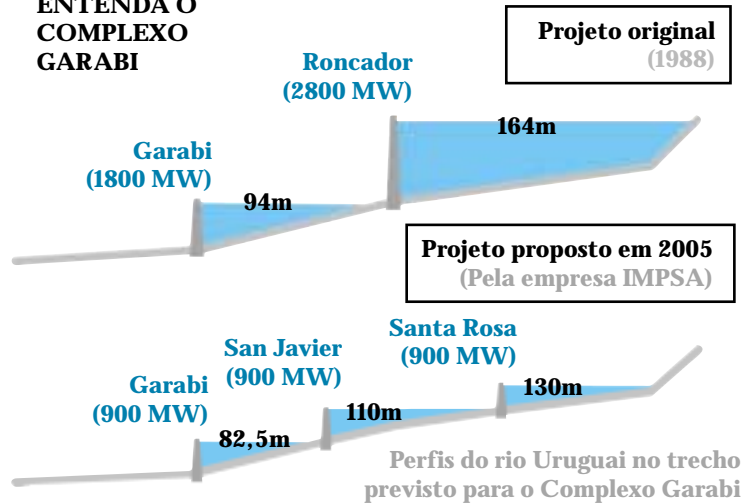 ENTENDA O
COMPLEXO
GARABI
Projeto original
(1988)
Roncador
(2800 MW)
164m
Garabi
(1800 MW)
94m
Projeto proposto em 2005
(Pela empresa IMPSA)
Santa Rosa
(900 MW)
San Javier
(900 MW)
Garabi
(900 MW)
130m
110m
82,5m
Perfis do rio Uruguai no trecho
previsto para o Complexo Garabi